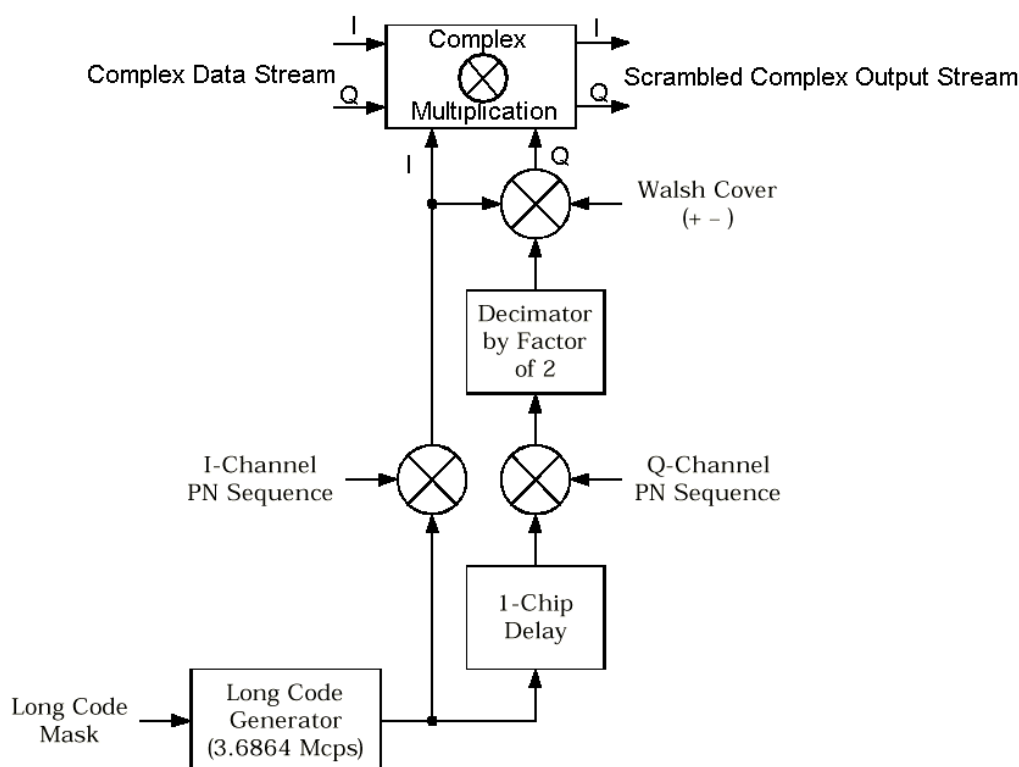 I
Complex
I
Complex Data Stream
Scrambled Complex Output Stream
Q
Multiplication
Q
I
Q
Walsh Cover
(+ – )
Decimator
by Factor
of 2
I-Channel
PN Sequence
Q-Channel
PN Sequence
1-Chip
Delay
Long Code
Mask
Long Code
Generator
(3.6864 Mcps)